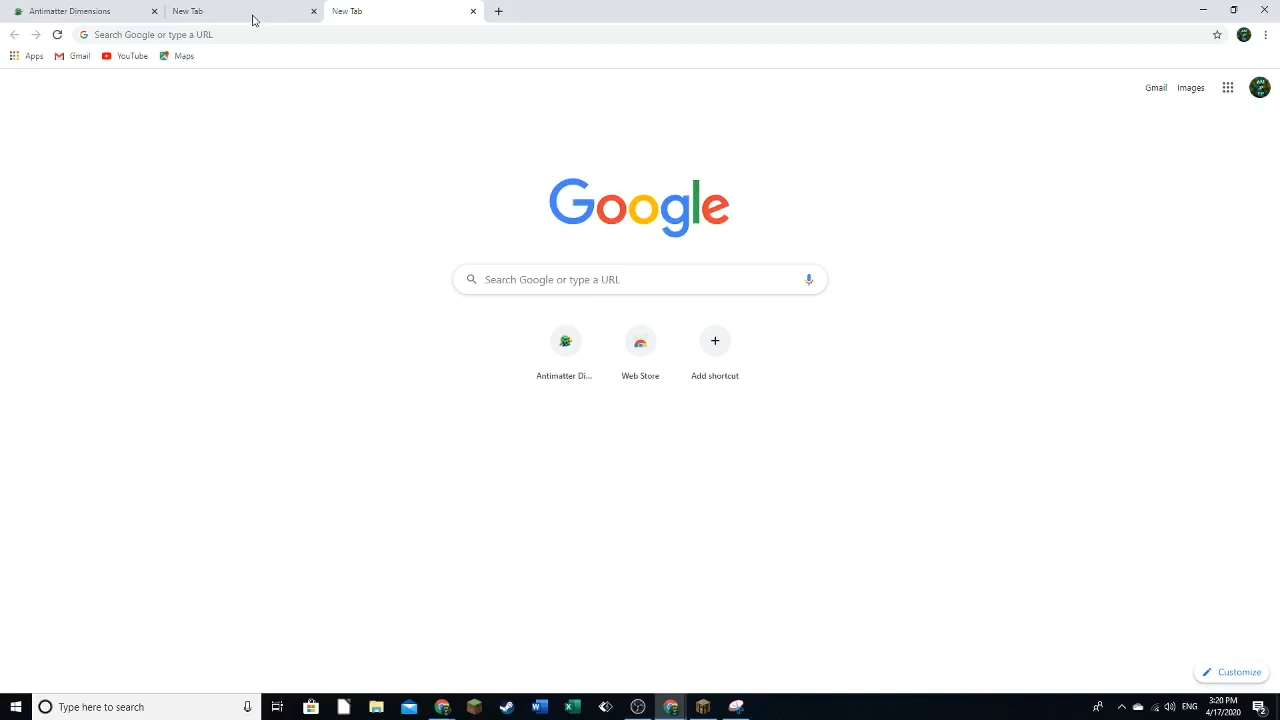 Antimatter Dimensions
New Tab
New Tab
Search Google or type a URL
Apps
Gmail
YouTube
Maps
Gmail
Images
Google
Search Google or type a URL
Antimatter Di...
Web Store
Add shortcut
Customize
Type here to search
ENG
3:20 PM
4/17/2020